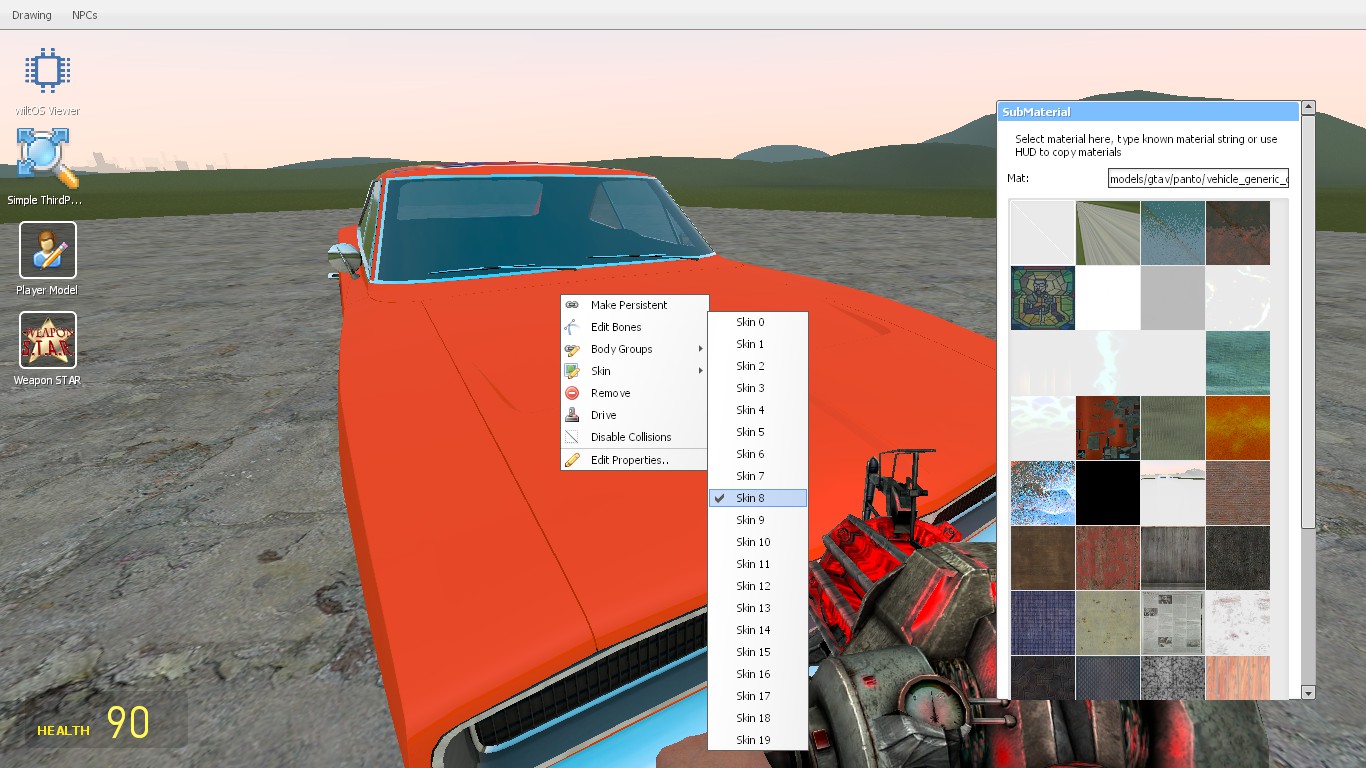 Drawing NPCs
wiltOS Viewer
Simple ThirdP...
Player Model
WEAPON
S.T.A.R.
Weapon STAR
Make Persistent
Edit Bones
Body Groups
Skin
Remove
Drive
Disable Collisions
Edit Properties..
Skin 0
Skin 1
Skin 2
Skin 3
Skin 4
Skin 5
Skin 6
Skin 7
Skin 8
Skin 9
Skin 10
Skin 11
Skin 12
Skin 13
Skin 14
Skin 15
Skin 16
Skin 17
Skin 18
Skin 19
SubMaterial
Select material here, type known material string or use
HUD to copy materials
Mat: models/gtav/panto/vehicle_generic_
HEALTH 90